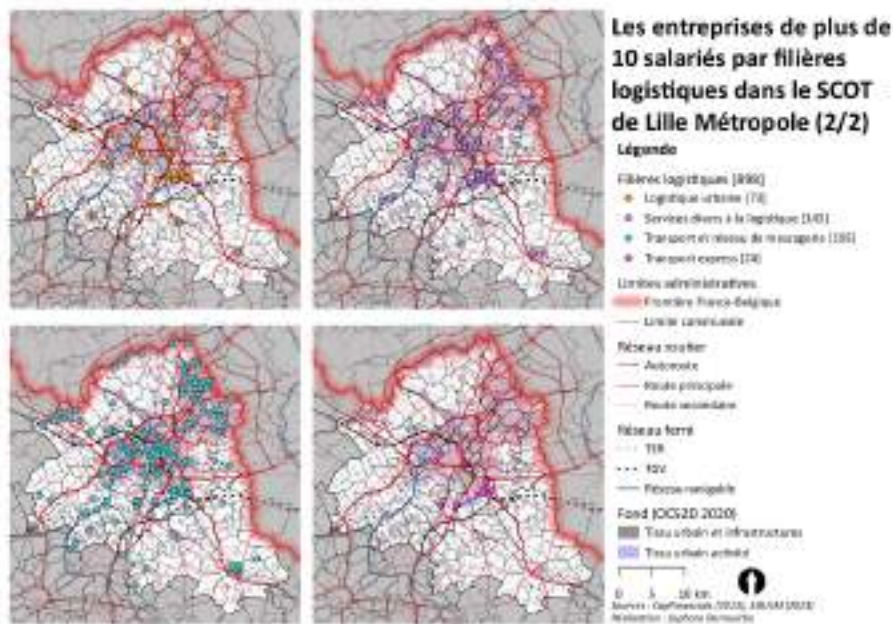 Les entreprises de plus de
10 salariés par filières
logistiques dans le SCOT
de Lille Métropole (2/2)
Légende
Filières logistiques
Logistique urbaine
Services divers à la logistique
Transport et réseau de messagerie
Transport express
Limites administratives
Frontière Franco-Belgique
Limite communale
Réseau routier
Autoroute
Route principale
Route secondaire
Réseau ferré
TER
TGV
Réseau navigable
Fond (OCS2D 2020)
Tissu urbain et infrastructures
Tissu urbain activité
0 5 10 km